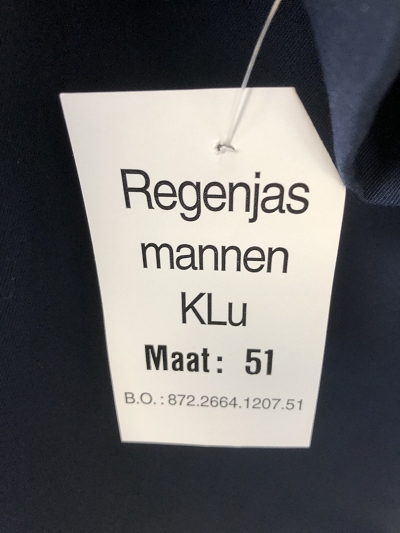 Regenjas
mannen
KLu
Maat: 51
B.O.: 872.2664.1207.51